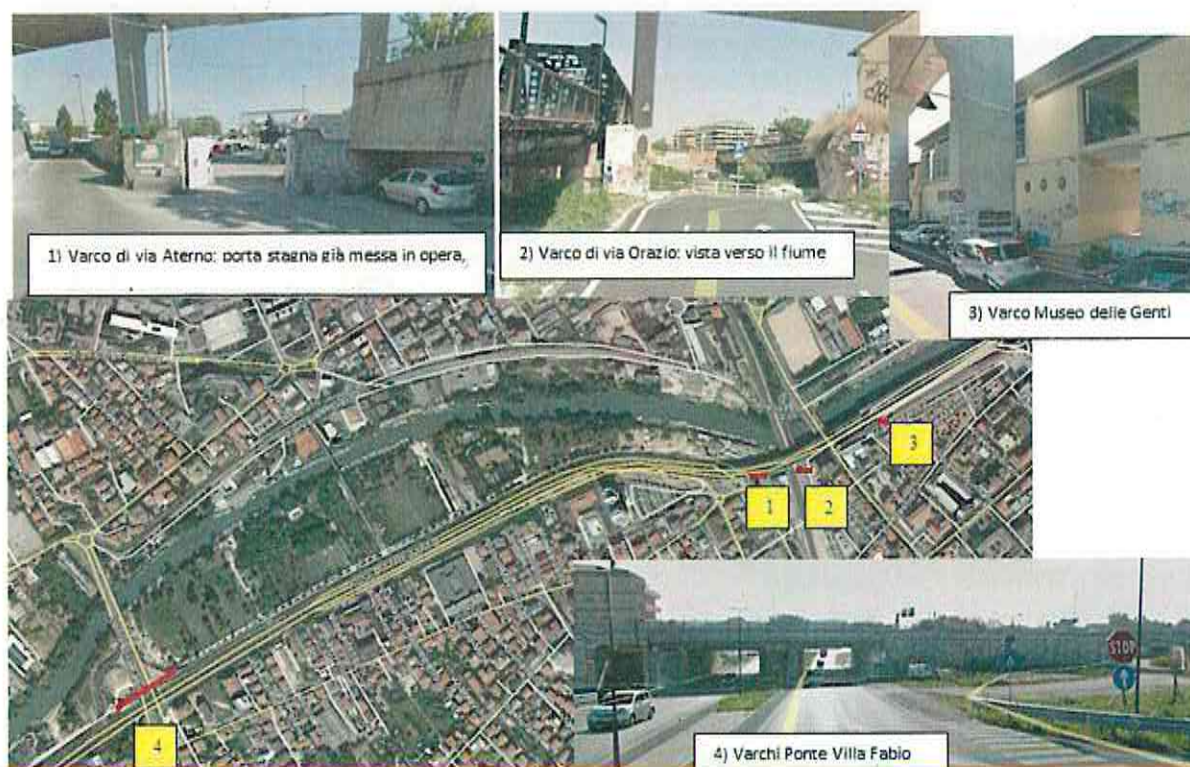 1) Varco di via Aterno: porta stagna già messa in opera,
2) Varco di via Orazio: vista verso il fiume
3) Varco Museo delle Genti
3
1
2
4
STOP
4) Varchi Ponte Villa Fabio